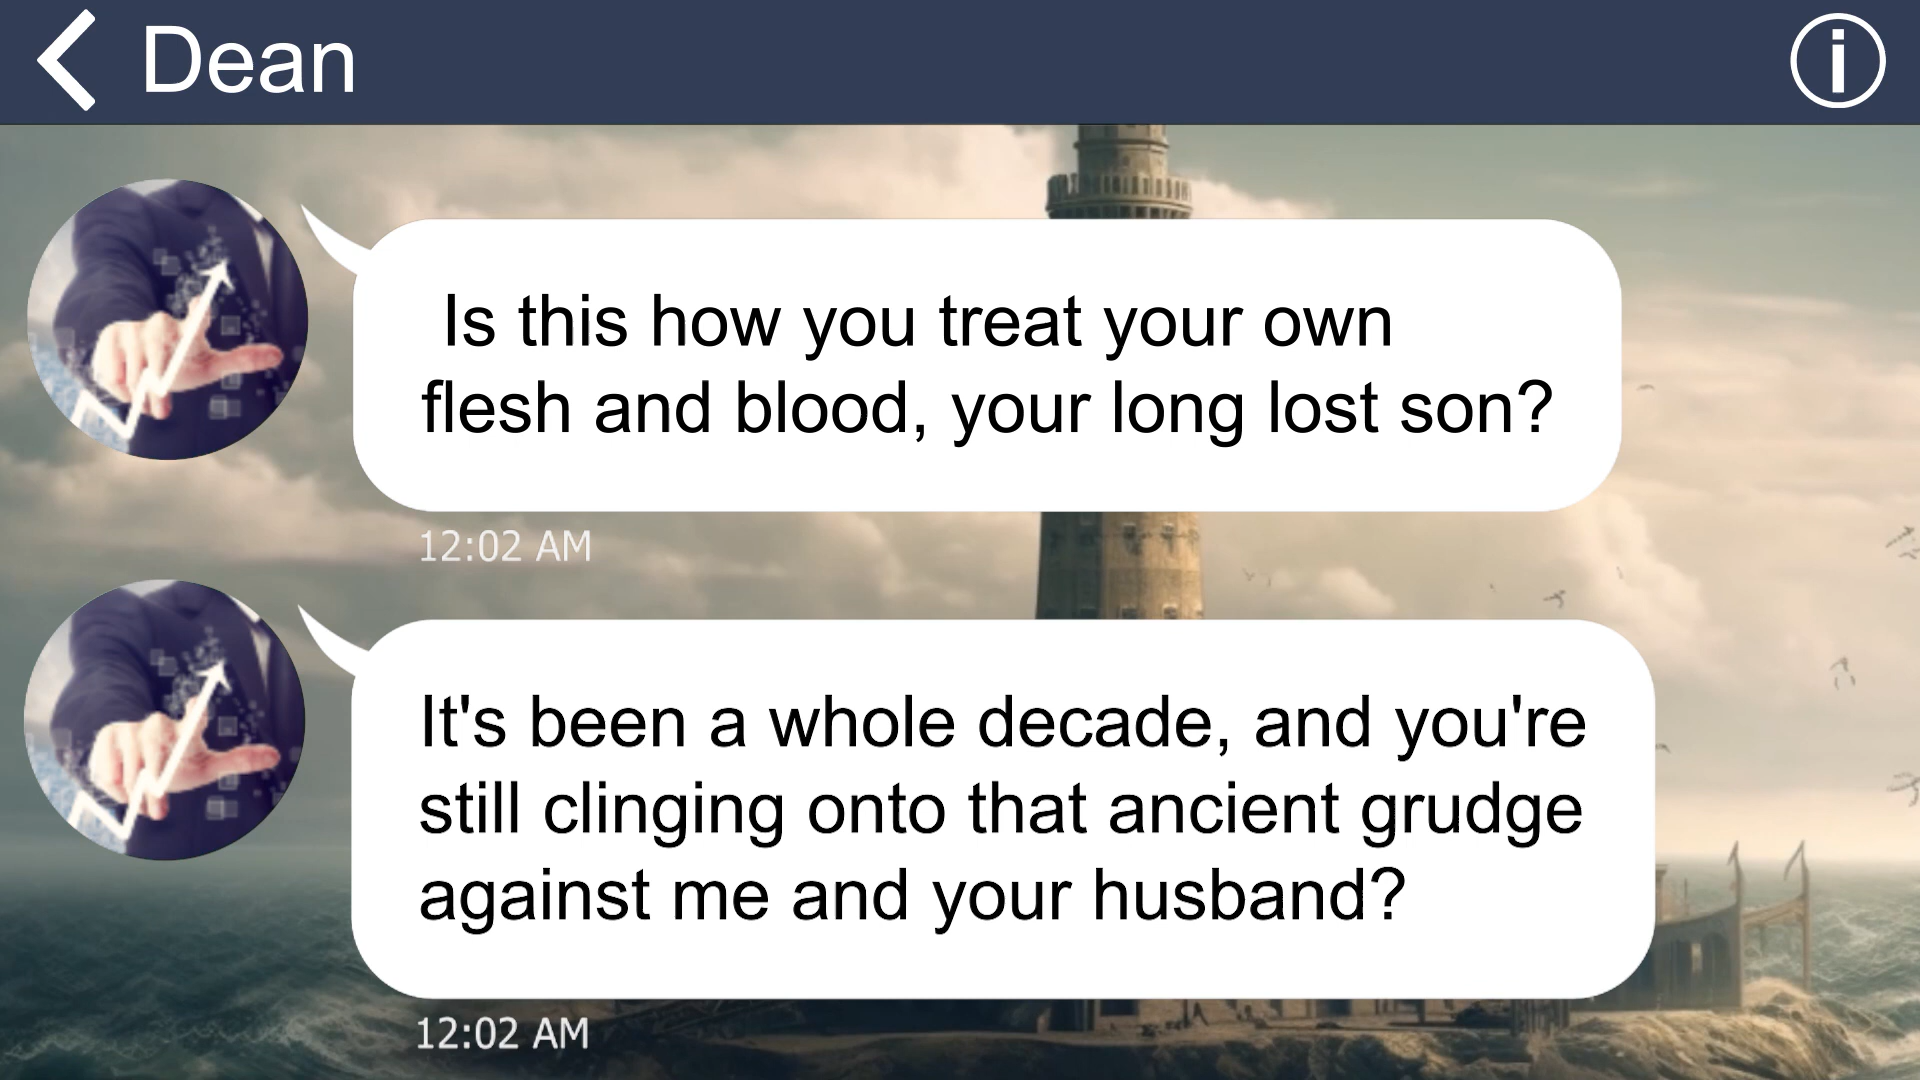 Dean
Is this how you treat your own
flesh and blood, your long lost son?
12:02 AM
It's been a whole decade, and you're
still clinging onto that ancient grudge
against me and your husband?
12:02 AM